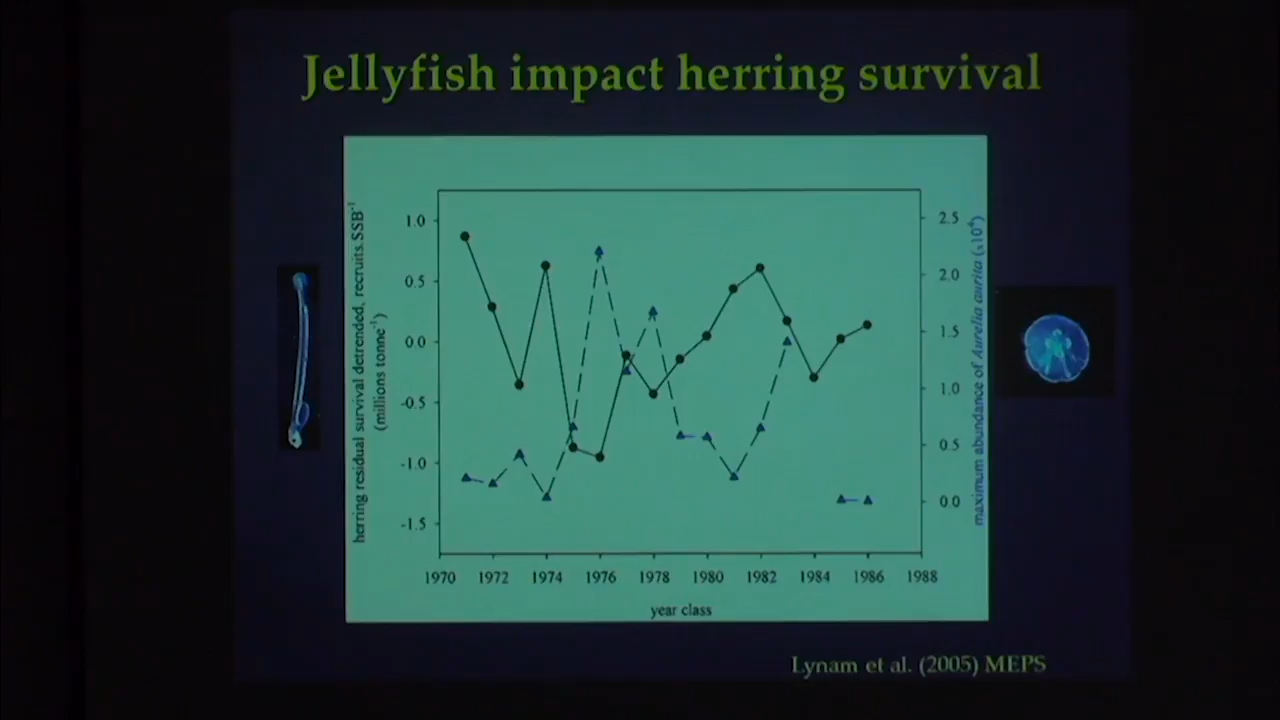 Jellyfish impact herring survival
herring residual survival detrended, recruits. SSB⁻¹
(millions tonne⁻¹)
1.0
0.5
0.0
-0.5
-1.0
-1.5
2.5
2.0
1.5
1.0
0.5
0.0
maximum abundance of Aurelia aurita (x10⁴)
1970 1972 1974 1976 1978 1980 1982 1984 1986 1988
year class
Lynam et al. (2005) MEPS